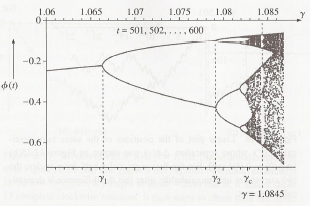 1.06 1.065 1.07 1.075 1.08 1.085 γ
t = 501, 502, . . . , 600
0
−0.2
ϕ(t)
−0.4
−0.6
γ₁ γ₂ γc
γ = 1.0845